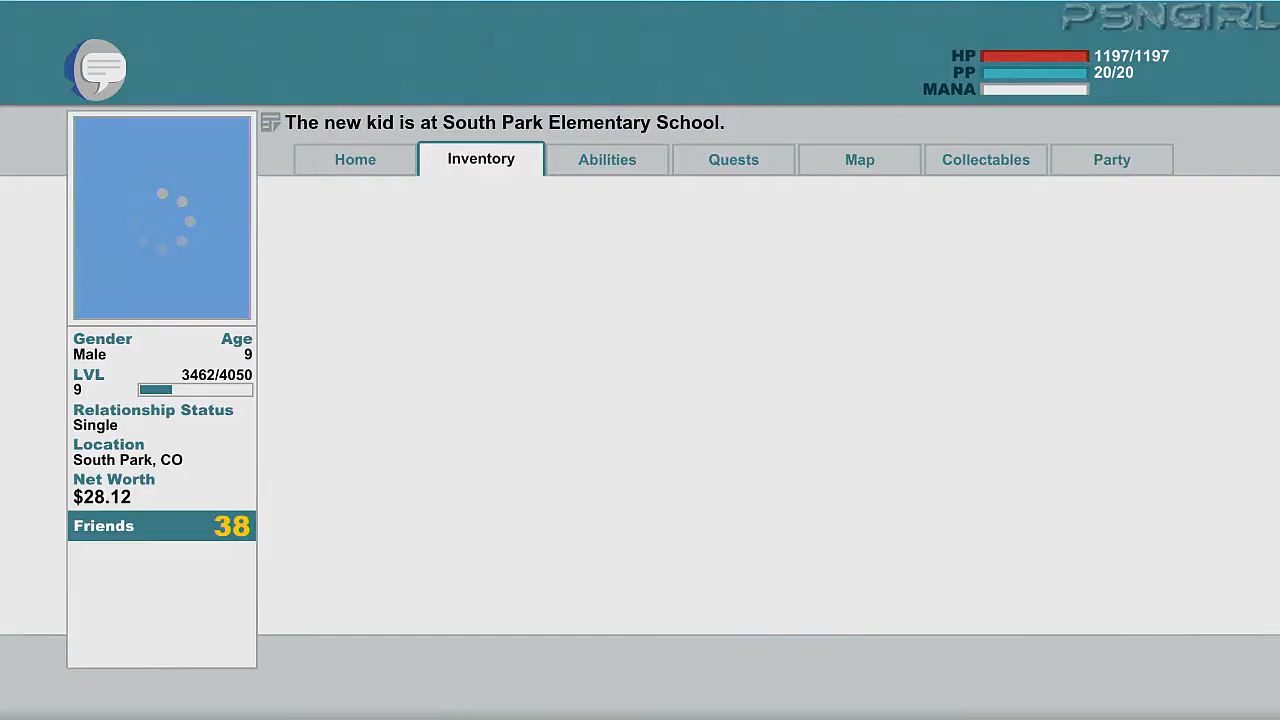 PSNGIRL
HP 1197/1197
PP 20/20
MANA
The new kid is at South Park Elementary School.
Home Inventory Abilities Quests Map Collectables Party
Gender Age
Male 9
LVL 3462/4050
9
Relationship Status
Single
Location
South Park, CO
Net Worth
$28.12
Friends 38